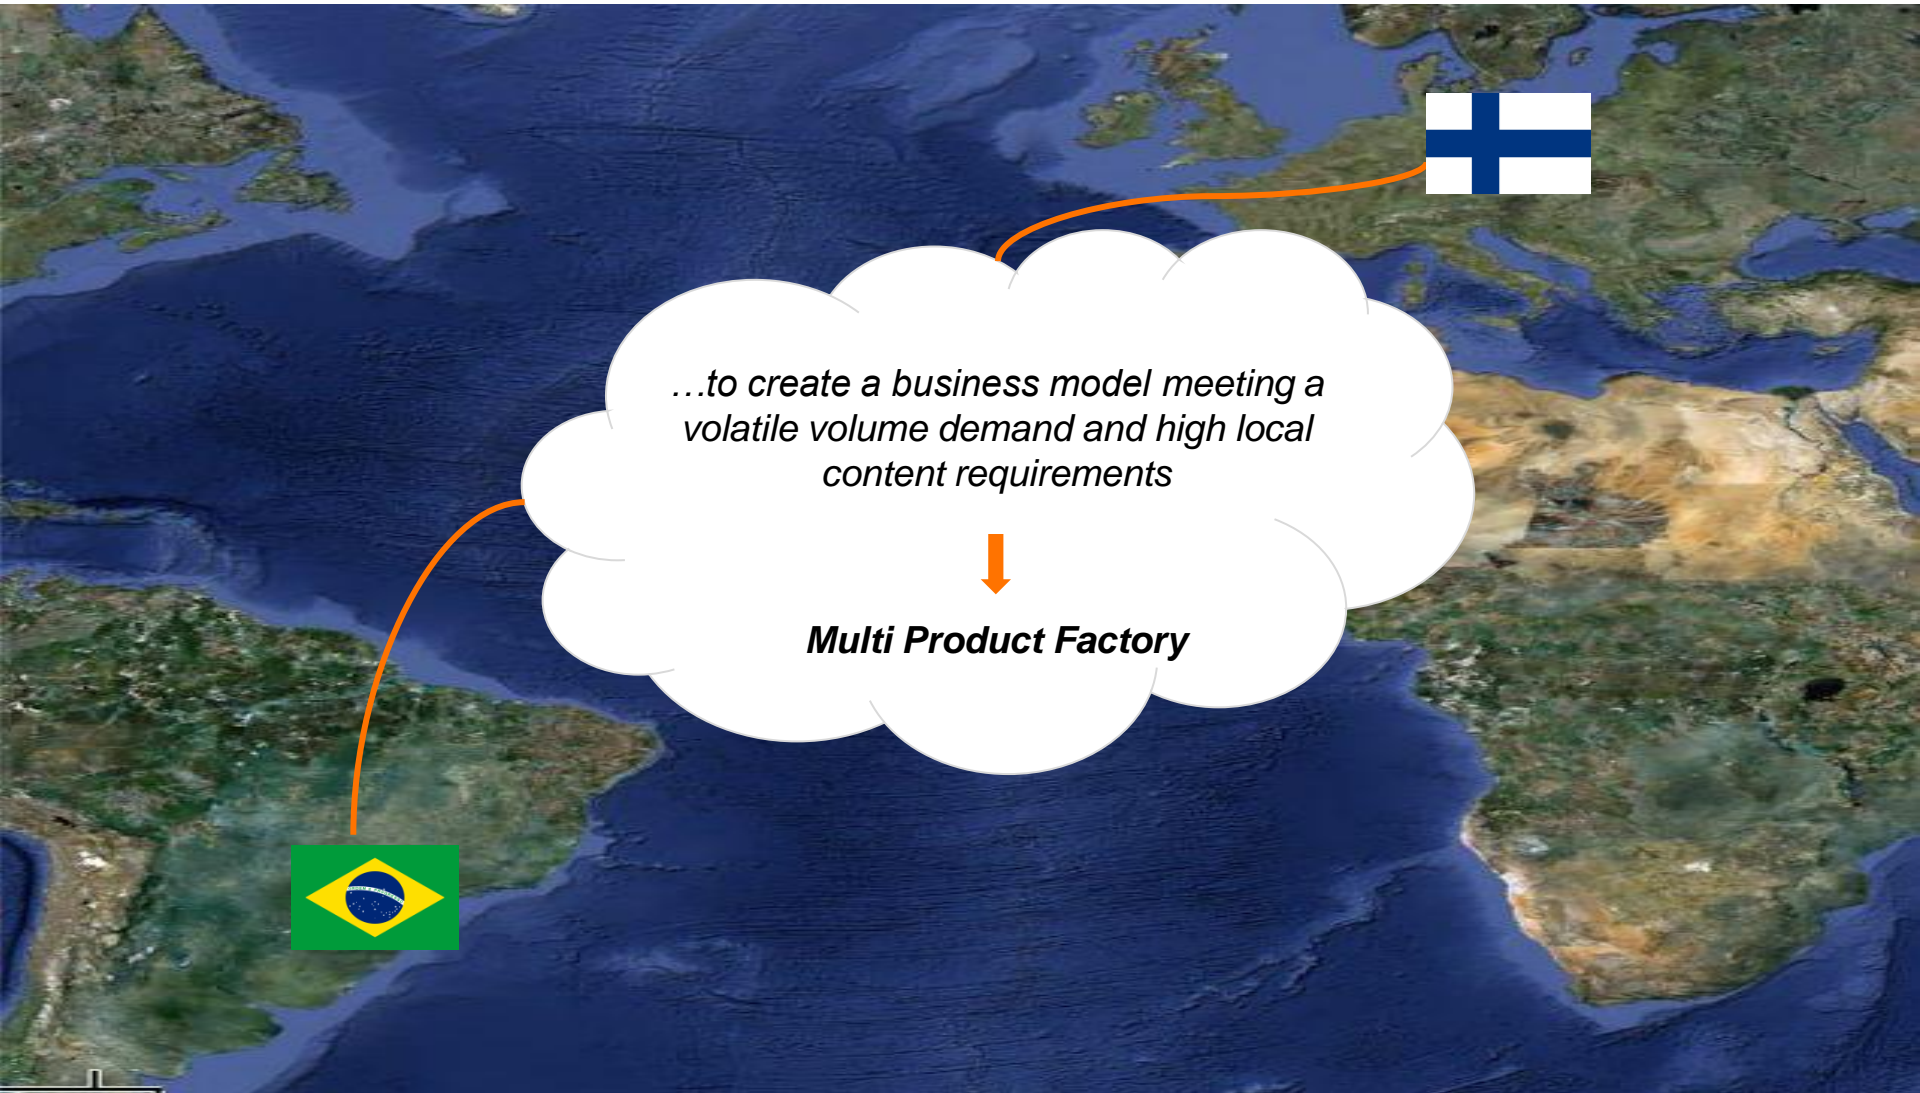 …to create a business model meeting a
volatile volume demand and high local
content requirements
Multi Product Factory